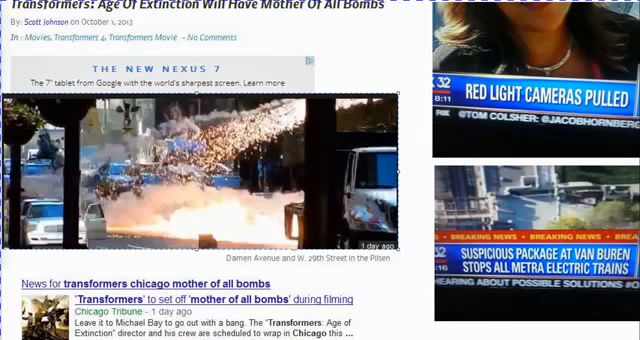 Transformers: Age Of Extinction Will Have Mother Of All Bombs
By: Scott Johnson on October 1, 2013
In : Movies, Transformers 4, Transformers Movie - No Comments
THE NEW NEXUS 7
The 7" tablet from Google with the world's sharpest screen. Learn more
1 day ago
Damen Avenue and W. 29th Street in the Pilsen
News for transformers chicago mother of all bombs
'Transformers' to set off 'mother of all bombs' during filming
Chicago Tribune - 1 day ago
Leave it to Michael Bay to go out with a bang. The "Transformers: Age of
Extinction" director and his crew are scheduled to wrap in Chicago this ...
32
8:11
RED LIGHT CAMERAS PULLED
FOX
@TOM COLSHER: @JACOBHORNBERG
• BREAKING NEWS • BREAKING NEWS • BREA
32
:16
SUSPICIOUS PACKAGE AT VAN BUREN
STOPS ALL METRA ELECTRIC TRAINS
HEARING ABOUT POSSIBLE SOLUTIONS #O